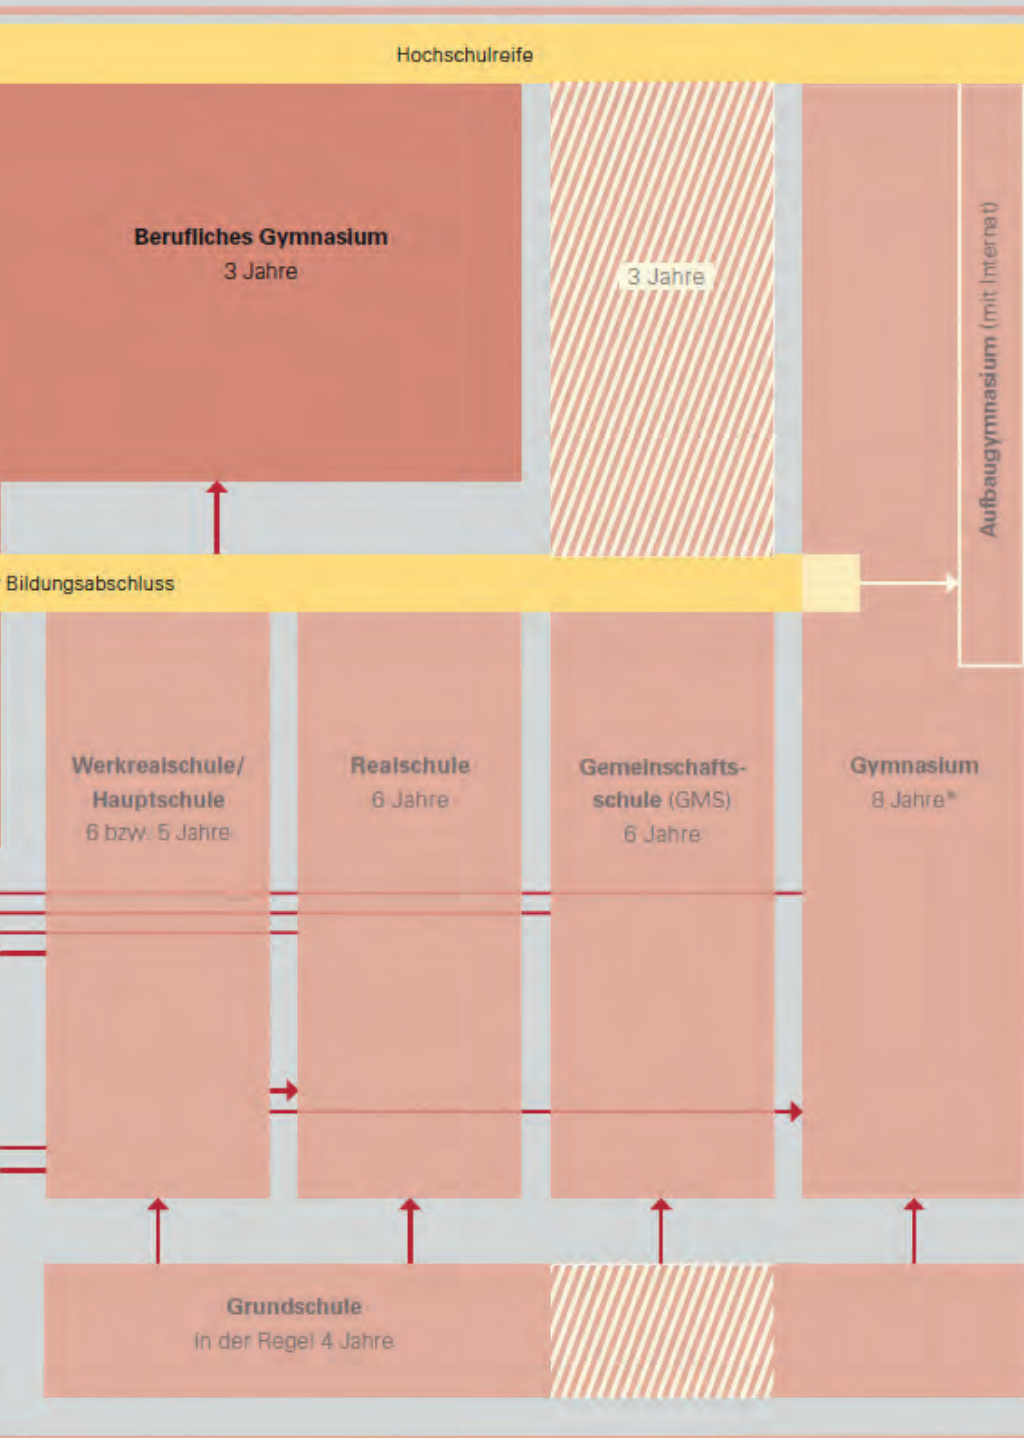 Hochschulreife
Berufliches Gymnasium
3 Jahre
3 Jahre
Aufbaugymnasium (mit Internat)
Bildungsabschluss
Werkrealschule/
Hauptschule
6 bzw. 5 Jahre
Realschule
6 Jahre
Gemeinschafts-
schule (GMS)
6 Jahre
Gymnasium
8 Jahre*
Grundschule
in der Regel 4 Jahre